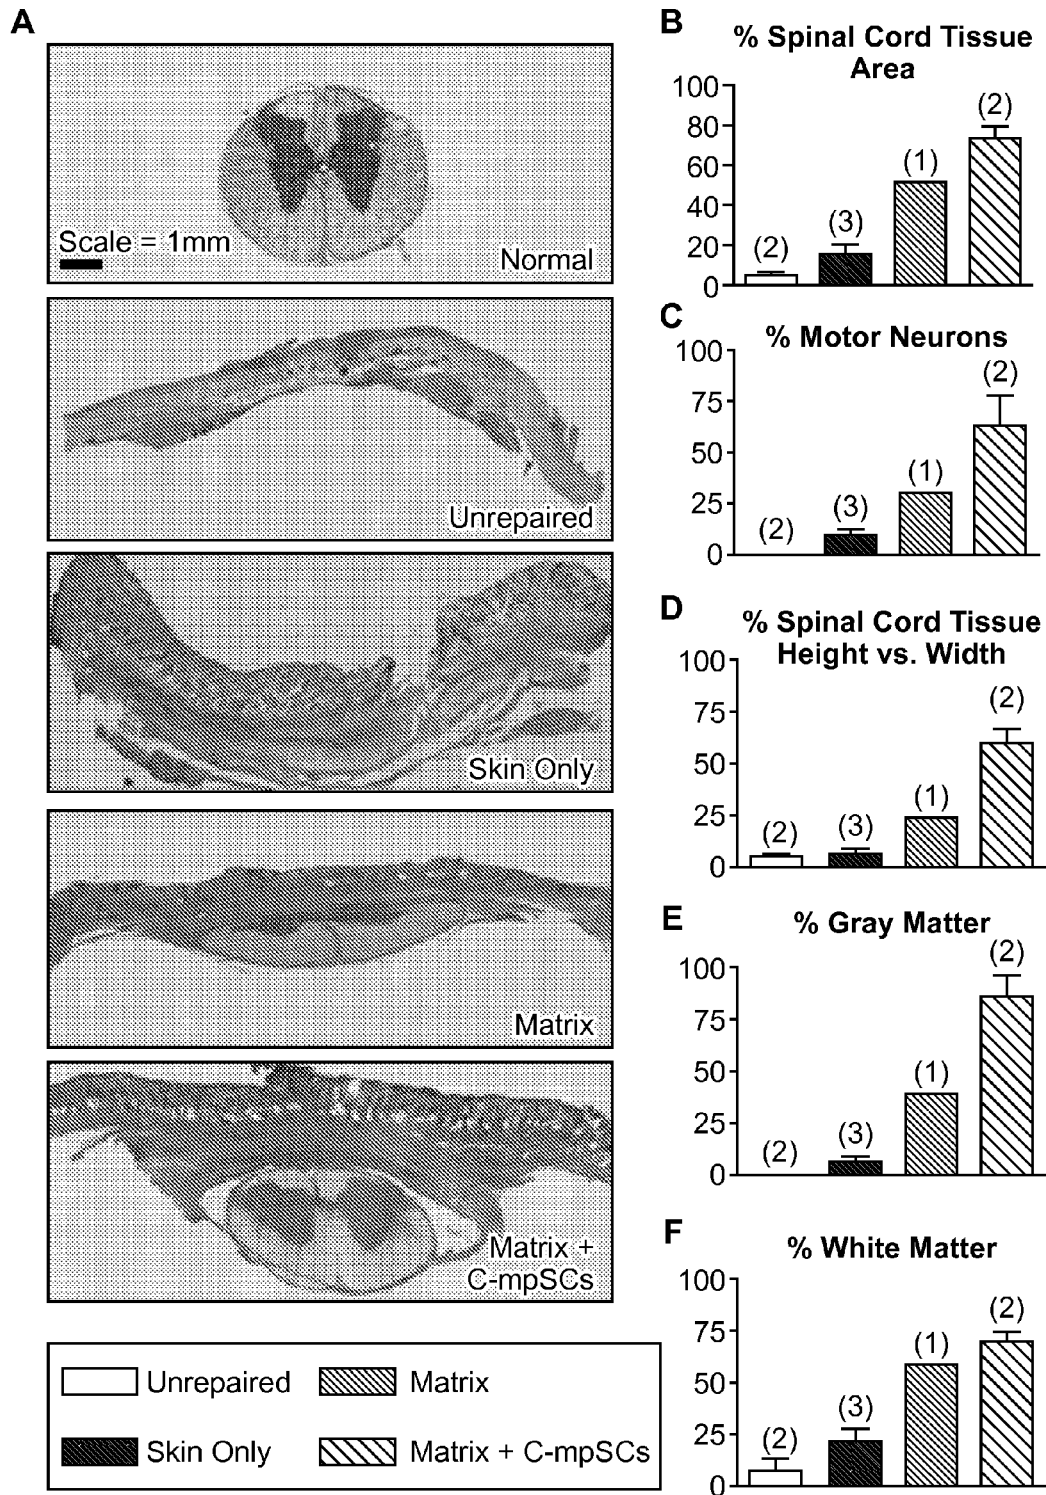 A
Scale = 1mm
Normal
Unrepaired
Skin Only
Matrix
Matrix +
C-mpSCs
B
% Spinal Cord Tissue
Area
100
80
60
40
20
0
(2)
(3)
(1)
(2)
C
% Motor Neurons
100
75
50
25
0
(2)
(3)
(1)
(2)
D
% Spinal Cord Tissue
Height vs. Width
100
75
50
25
0
(2)
(3)
(1)
(2)
E
% Gray Matter
100
75
50
25
0
(2)
(3)
(1)
(2)
F
% White Matter
100
75
50
25
0
(2)
(3)
(1)
(2)
Unrepaired
Matrix
Skin Only
Matrix + C-mpSCs